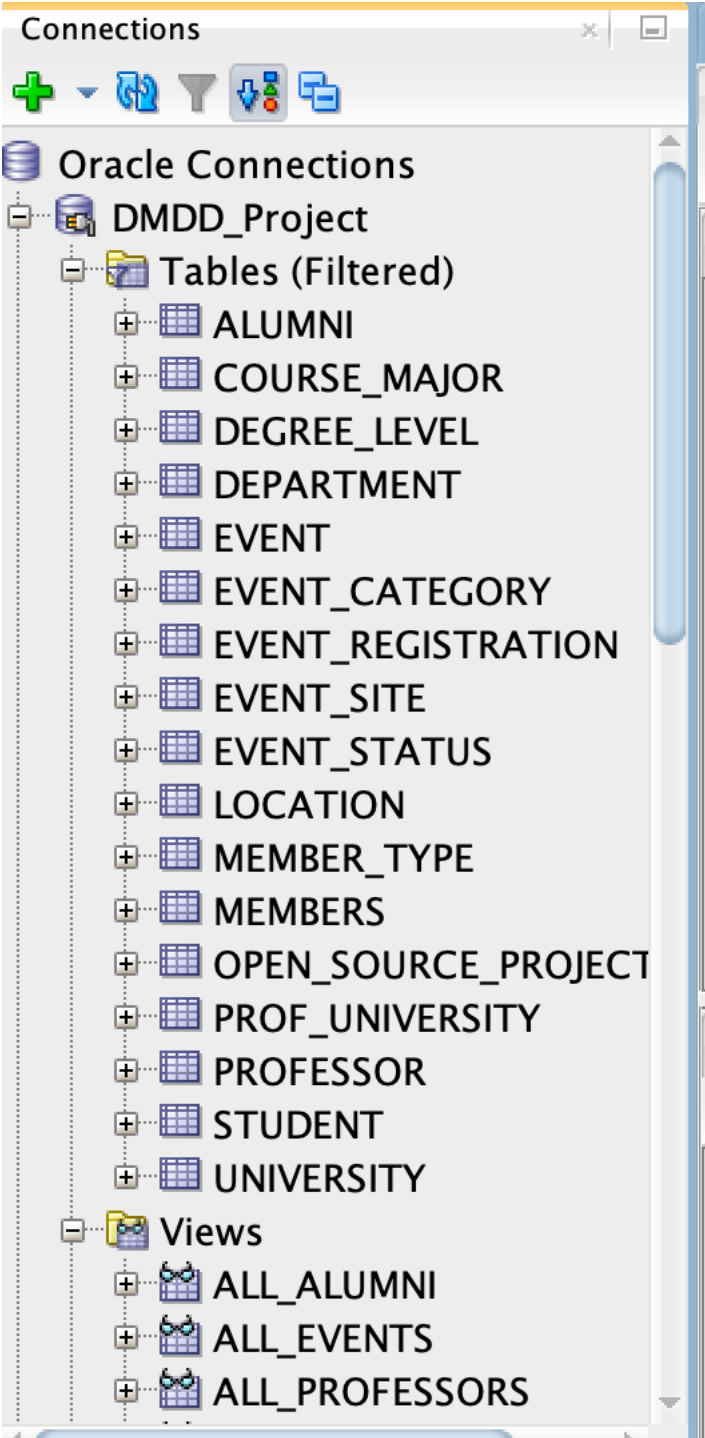 Connections
Oracle Connections
DMDD_Project
Tables (Filtered)
ALUMNI
COURSE_MAJOR
DEGREE_LEVEL
DEPARTMENT
EVENT
EVENT_CATEGORY
EVENT_REGISTRATION
EVENT_SITE
EVENT_STATUS
LOCATION
MEMBER_TYPE
MEMBERS
OPEN_SOURCE_PROJECT
PROF_UNIVERSITY
PROFESSOR
STUDENT
UNIVERSITY
Views
ALL_ALUMNI
ALL_EVENTS
ALL_PROFESSORS